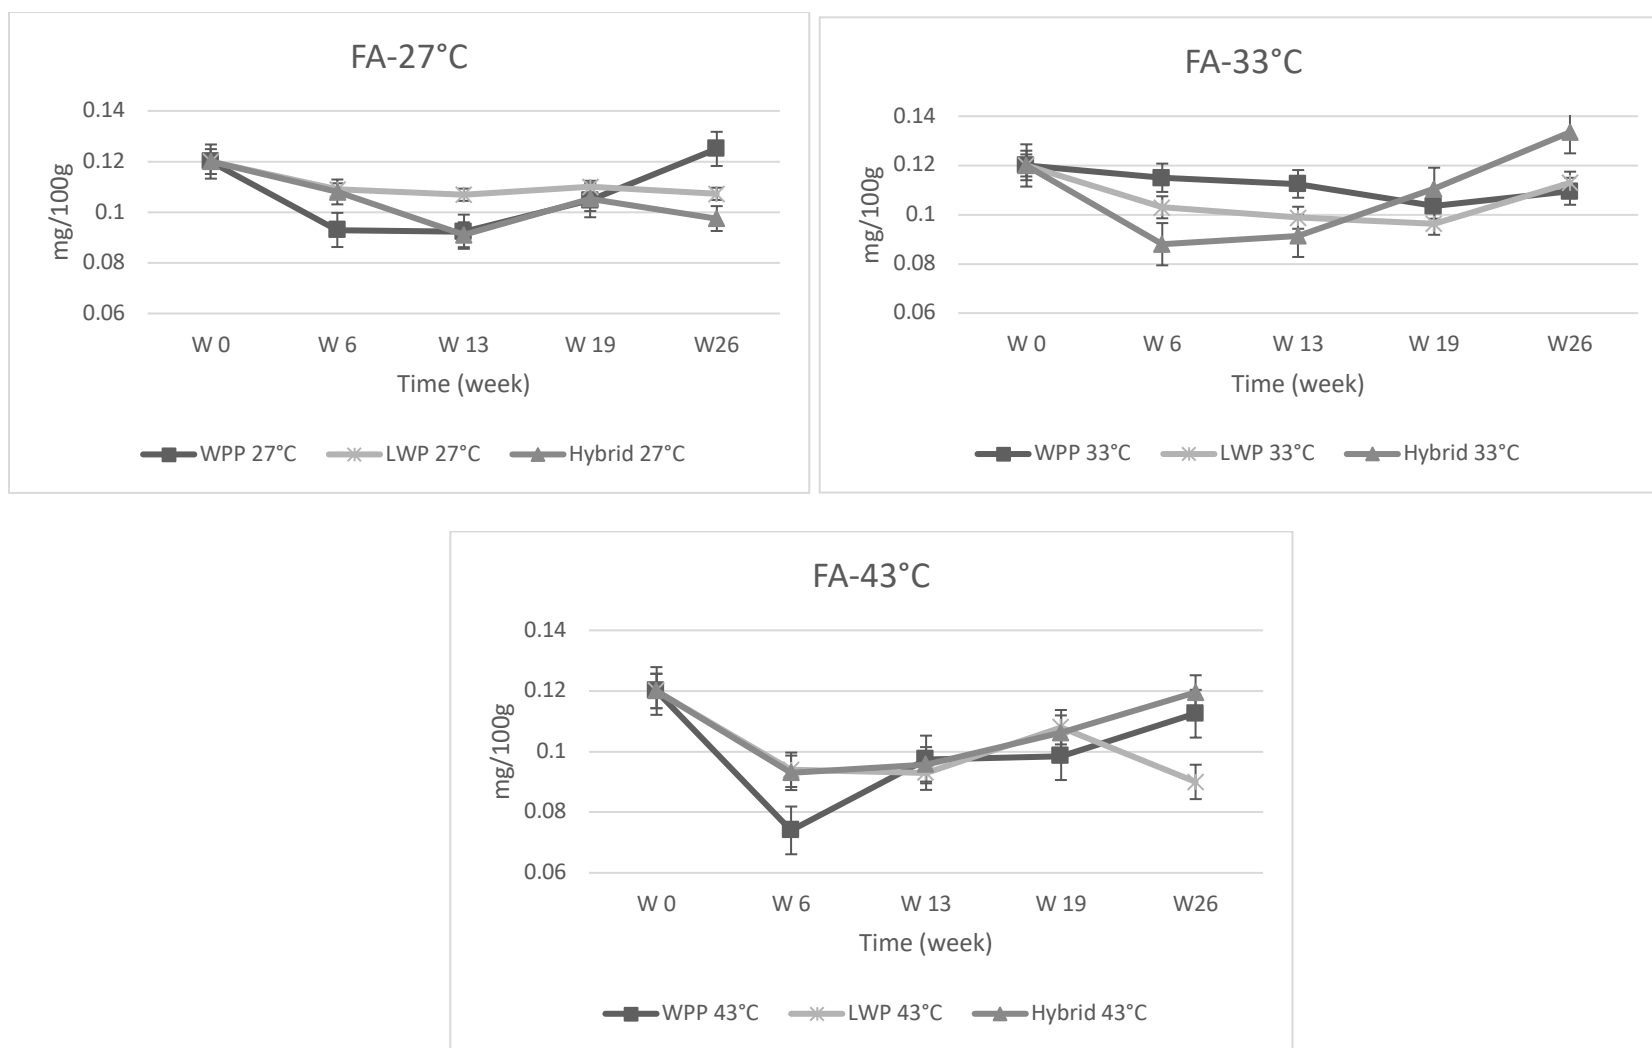 FA-27°C
0.14
0.12
0.1
0.08
0.06
mg/100g
W 0 W 6 W 13 W 19 W26
Time (week)
WPP 27°C LWP 27°C Hybrid 27°C
FA-33°C
0.14
0.12
0.1
0.08
0.06
mg/100g
W 0 W 6 W 13 W 19 W26
Time (week)
WPP 33°C LWP 33°C Hybrid 33°C
FA-43°C
0.14
0.12
0.1
0.08
0.06
mg/100g
W 0 W 6 W 13 W 19 W26
Time (week)
WPP 43°C LWP 43°C Hybrid 43°C